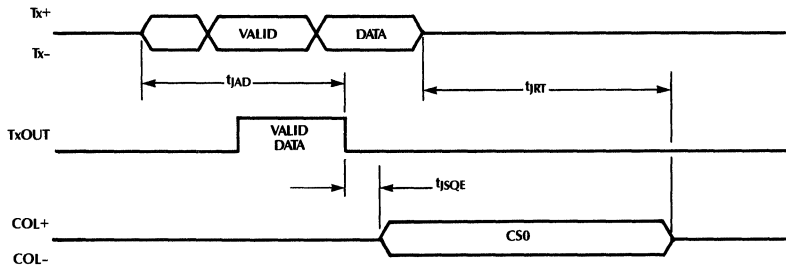 Tx+
Tx–
VALID
DATA
tJAD
tJRT
TxOUT
VALID
DATA
tJSQE
COL+
COL–
CS0